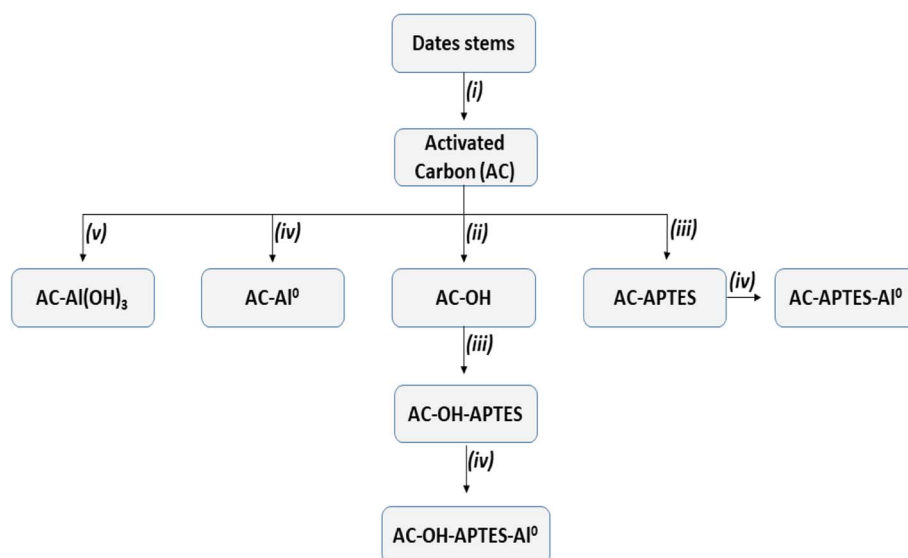 Dates stems
(i)
Activated
Carbon (AC)
(v)
(iv)
(ii)
(iii)
AC-Al(OH)₃
AC-Al⁰
AC-OH
AC-APTES
(iv)
AC-APTES-Al⁰
(iii)
AC-OH-APTES
(iv)
AC-OH-APTES-Al⁰